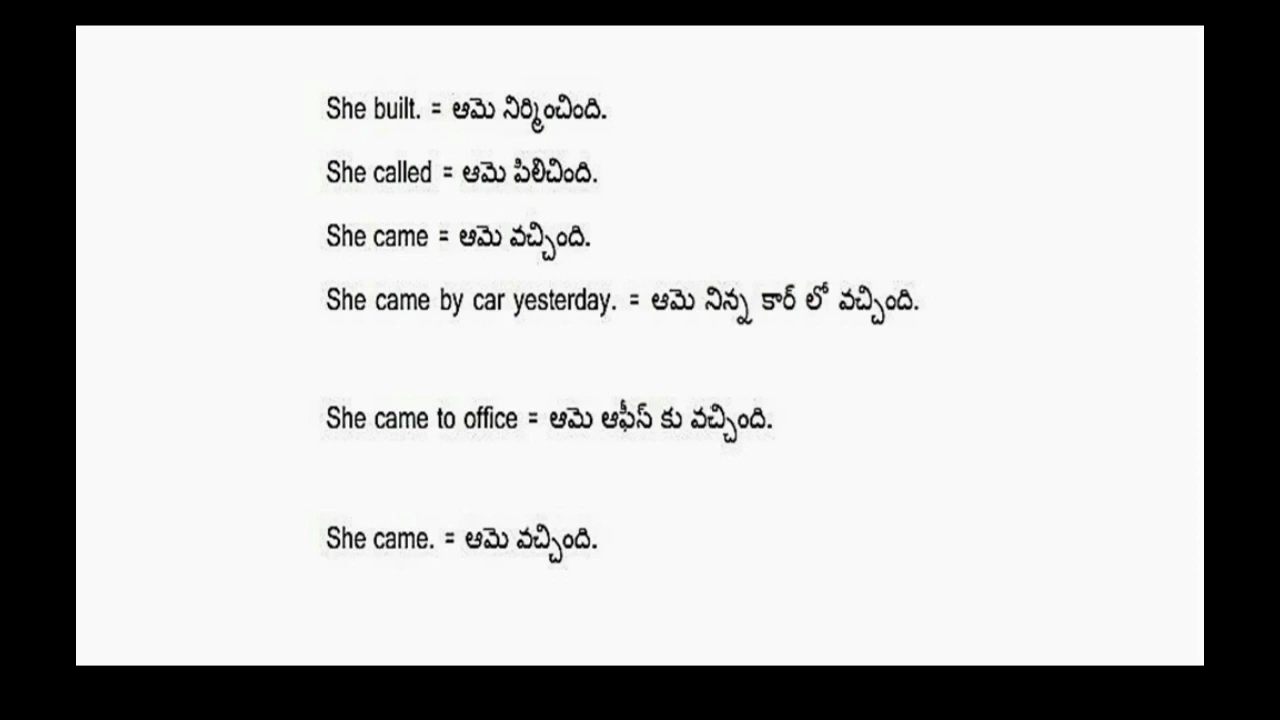 She built. = ఆమె నిర్మించింది.
She called = ఆమె పిలిచింది.
She came = ఆమె వచ్చింది.
She came by car yesterday. = ఆమె నిన్న కార్ లో వచ్చింది.
She came to office = ఆమె ఆఫీస్ కు వచ్చింది.
She came. = ఆమె వచ్చింది.